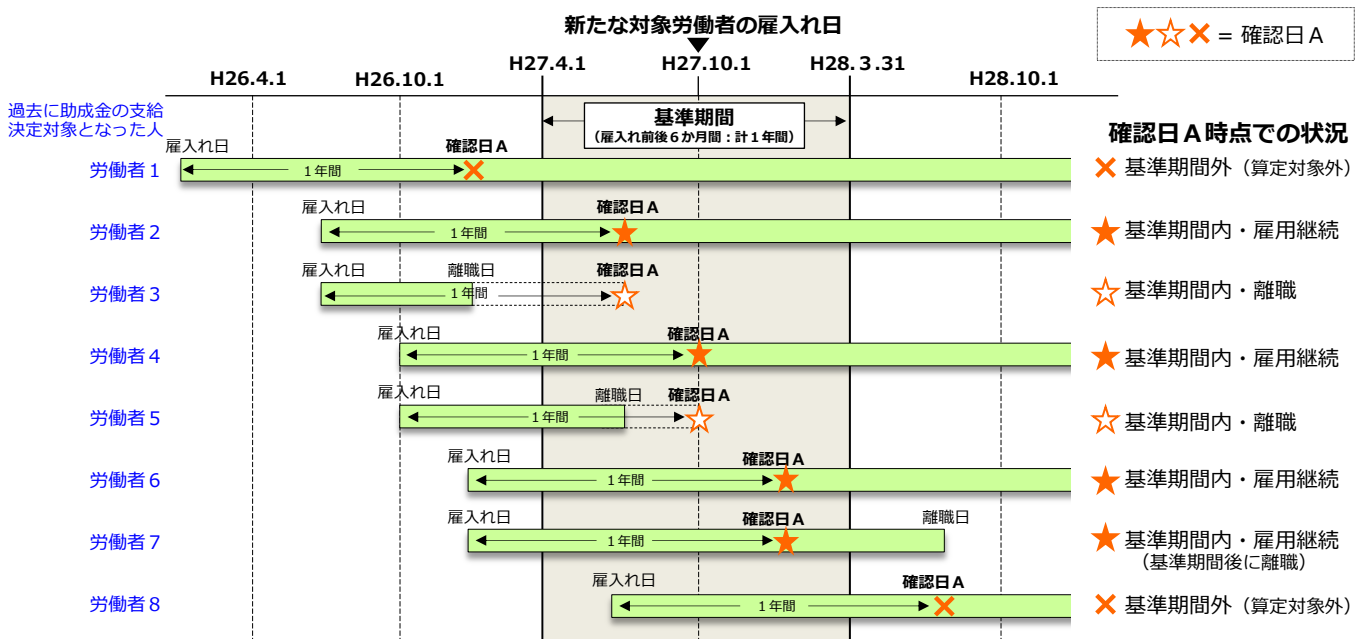 新たな対象労働者の雇入れ日
★☆✕ = 確認日A
H26.4.1
H26.10.1
H27.4.1
H27.10.1
H28.3.31
H28.10.1
過去に助成金の支給
決定対象となった人
基準期間
(雇入れ前後６か月間：計１年間)
確認日A時点での状況
雇入れ日
確認日A
労働者１
１年間
✕ 基準期間外（算定対象外）
雇入れ日
確認日A
労働者２
１年間
★ 基準期間内・雇用継続
雇入れ日
離職日
確認日A
労働者３
１年間
☆ 基準期間内・離職
雇入れ日
確認日A
労働者４
１年間
★ 基準期間内・雇用継続
雇入れ日
離職日
確認日A
労働者５
１年間
☆ 基準期間内・離職
雇入れ日
確認日A
労働者６
１年間
★ 基準期間内・雇用継続
雇入れ日
確認日A
離職日
労働者７
１年間
★ 基準期間内・雇用継続
（基準期間後に離職）
雇入れ日
確認日A
労働者８
１年間
✕ 基準期間外（算定対象外）